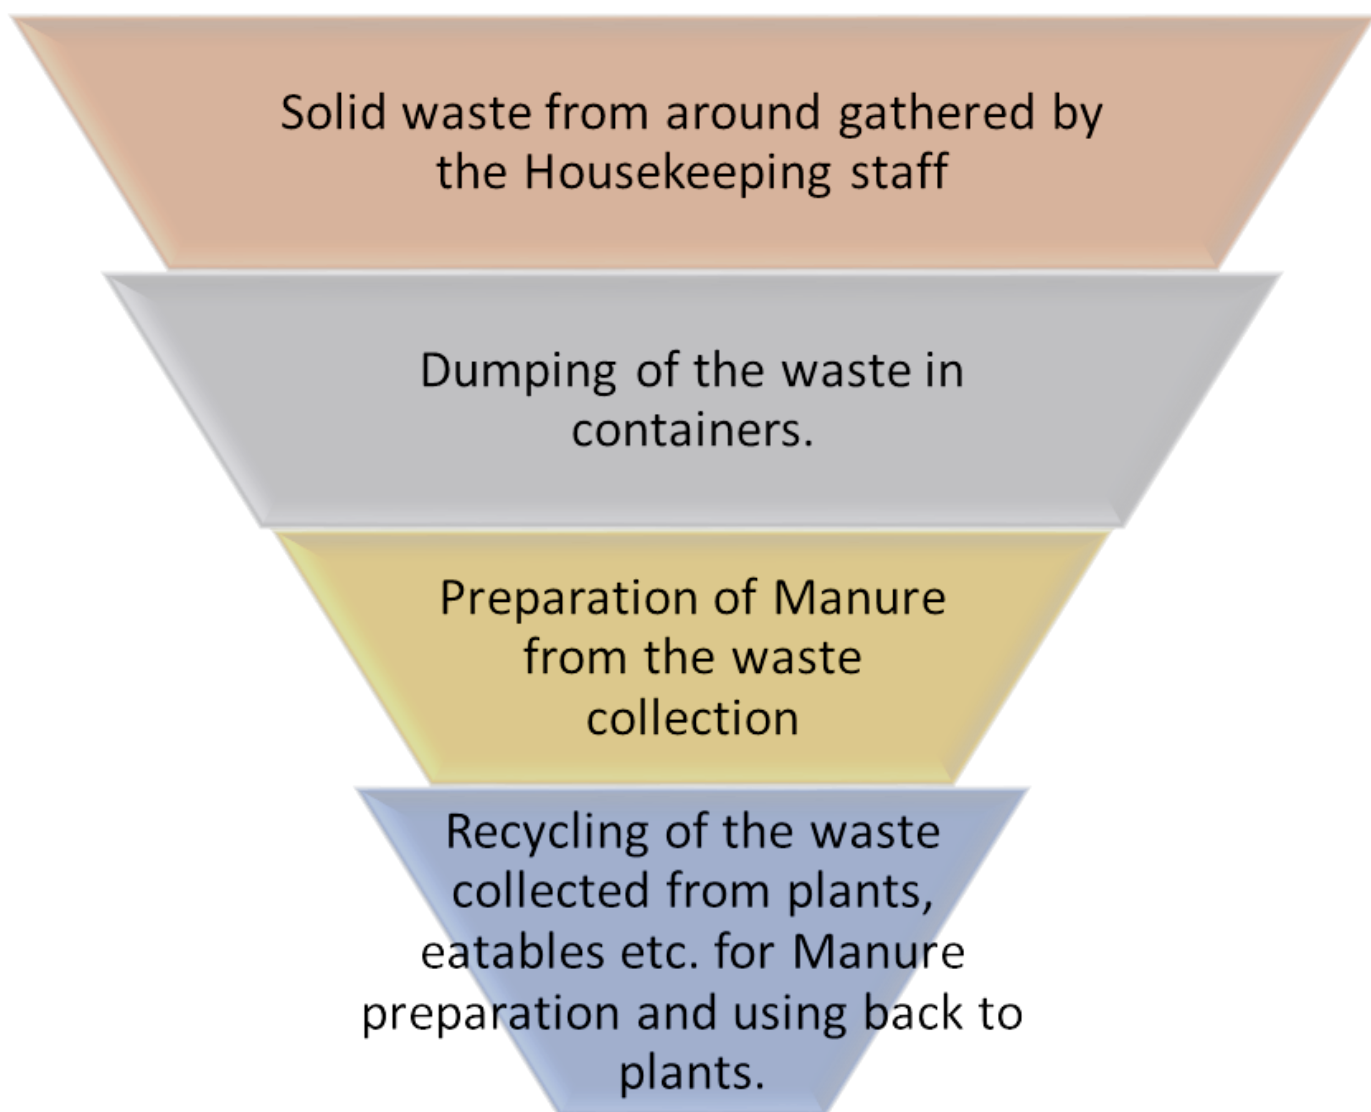 Solid waste from around gathered by
the Housekeeping staff
Dumping of the waste in
containers.
Preparation of Manure
from the waste
collection
Recycling of the waste
collected from plants,
eatables etc. for Manure
preparation and using back to
plants.